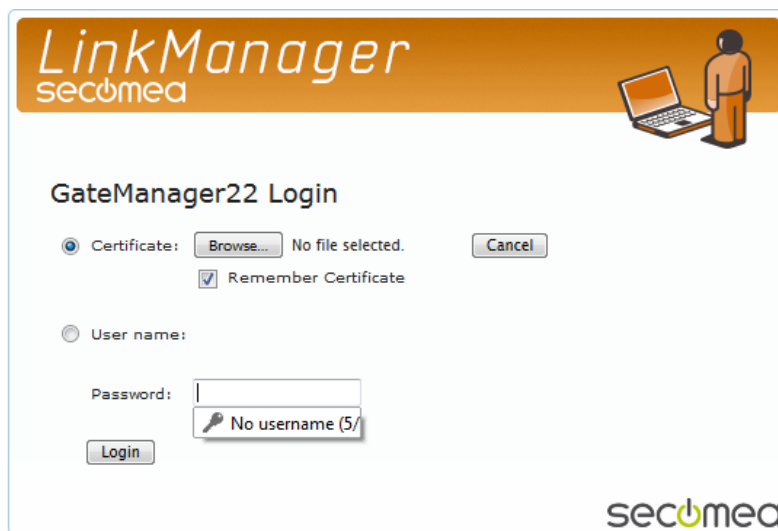 LinkManager
secomea
GateManager22 Login
Certificate: Browse... No file selected. Cancel
Remember Certificate
User name:
Password:
No username (5/
Login
secomea